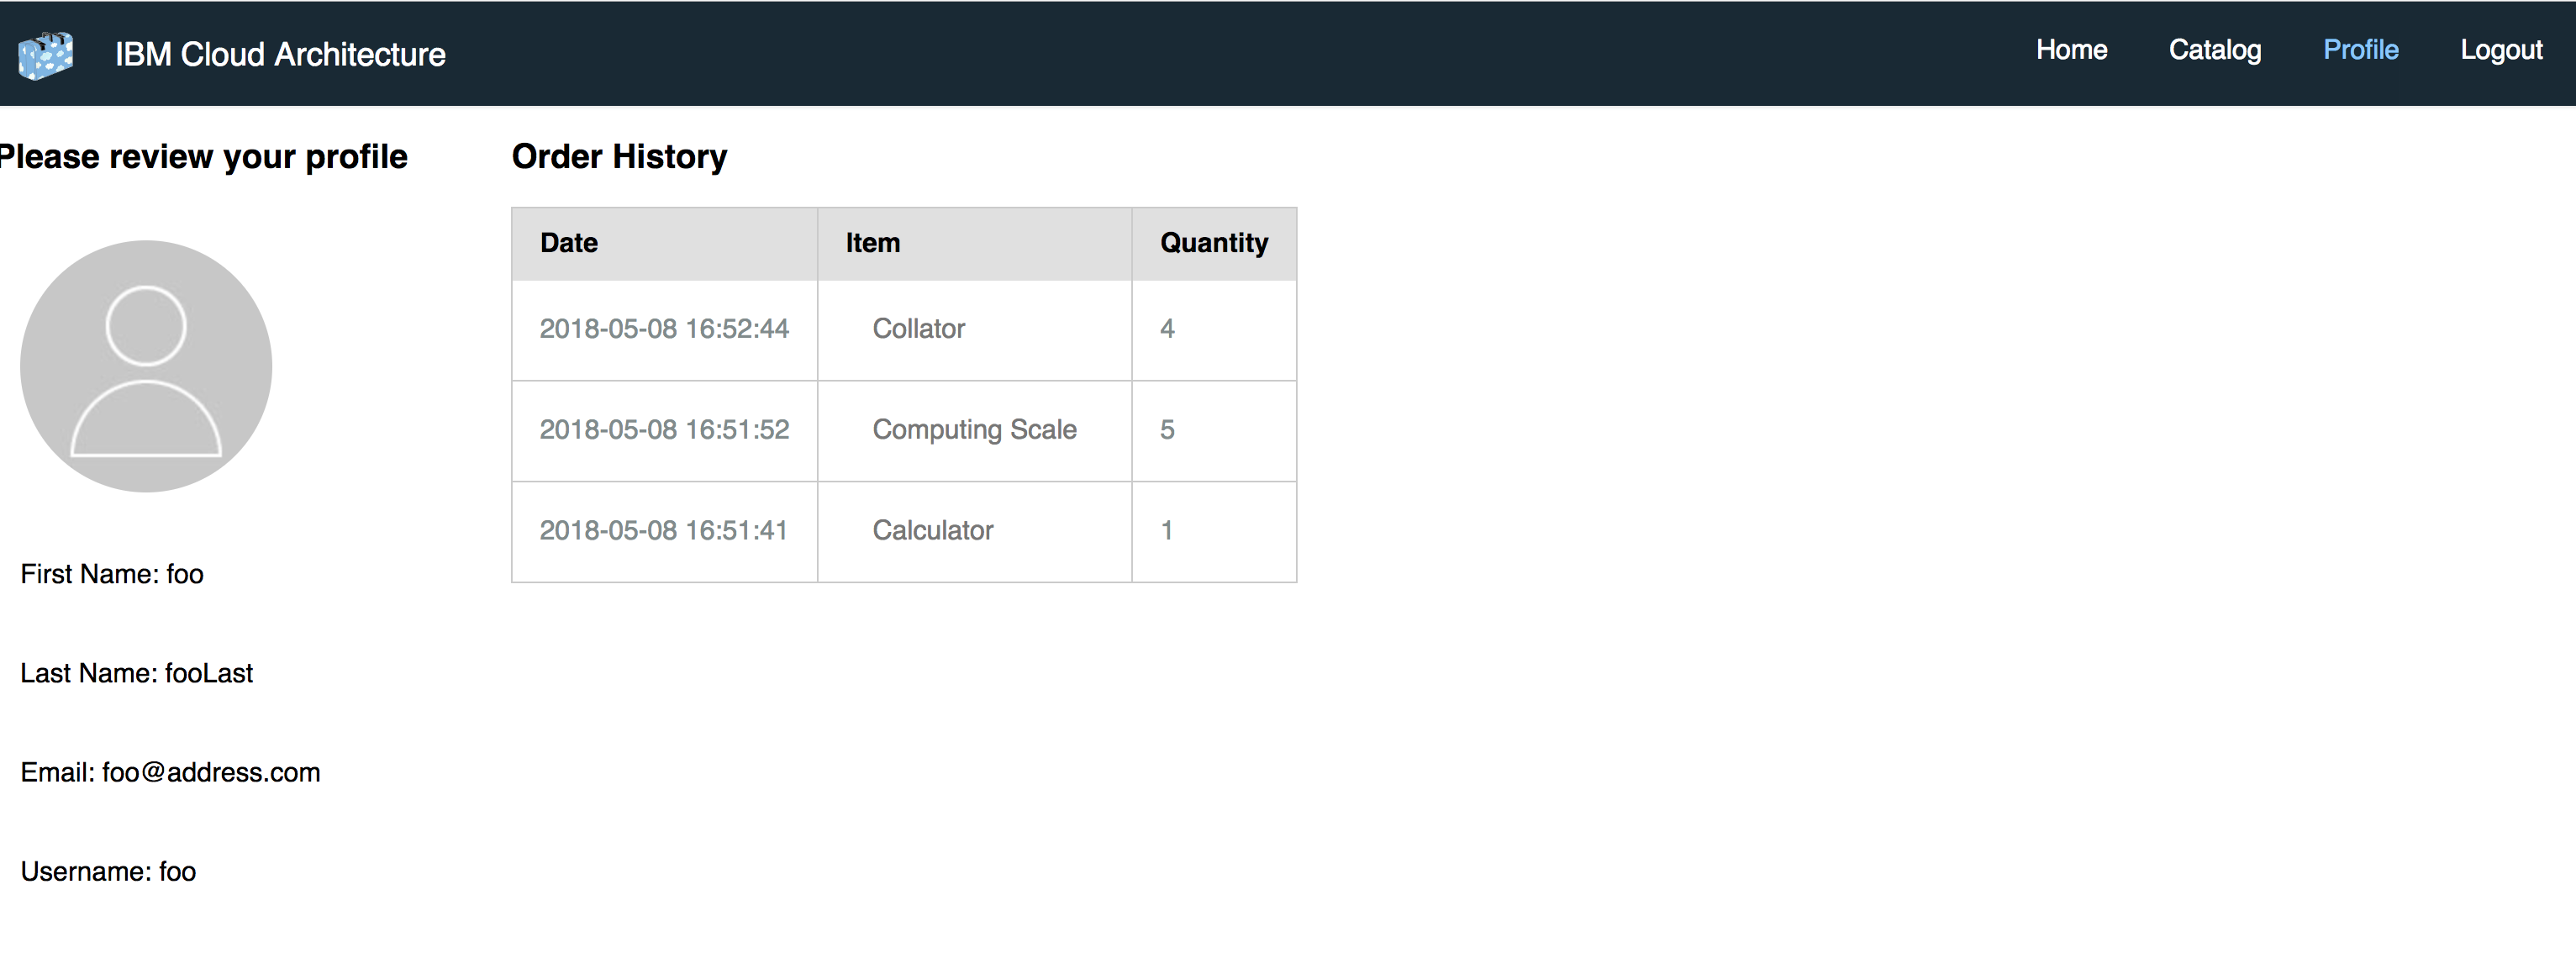 IBM Cloud Architecture
Home Catalog Profile Logout
Please review your profile
First Name: foo
Last Name: fooLast
Email: foo@address.com
Username: foo
Order History
Date Item Quantity
2018-05-08 16:52:44 Collator 4
2018-05-08 16:51:52 Computing Scale 5
2018-05-08 16:51:41 Calculator 1